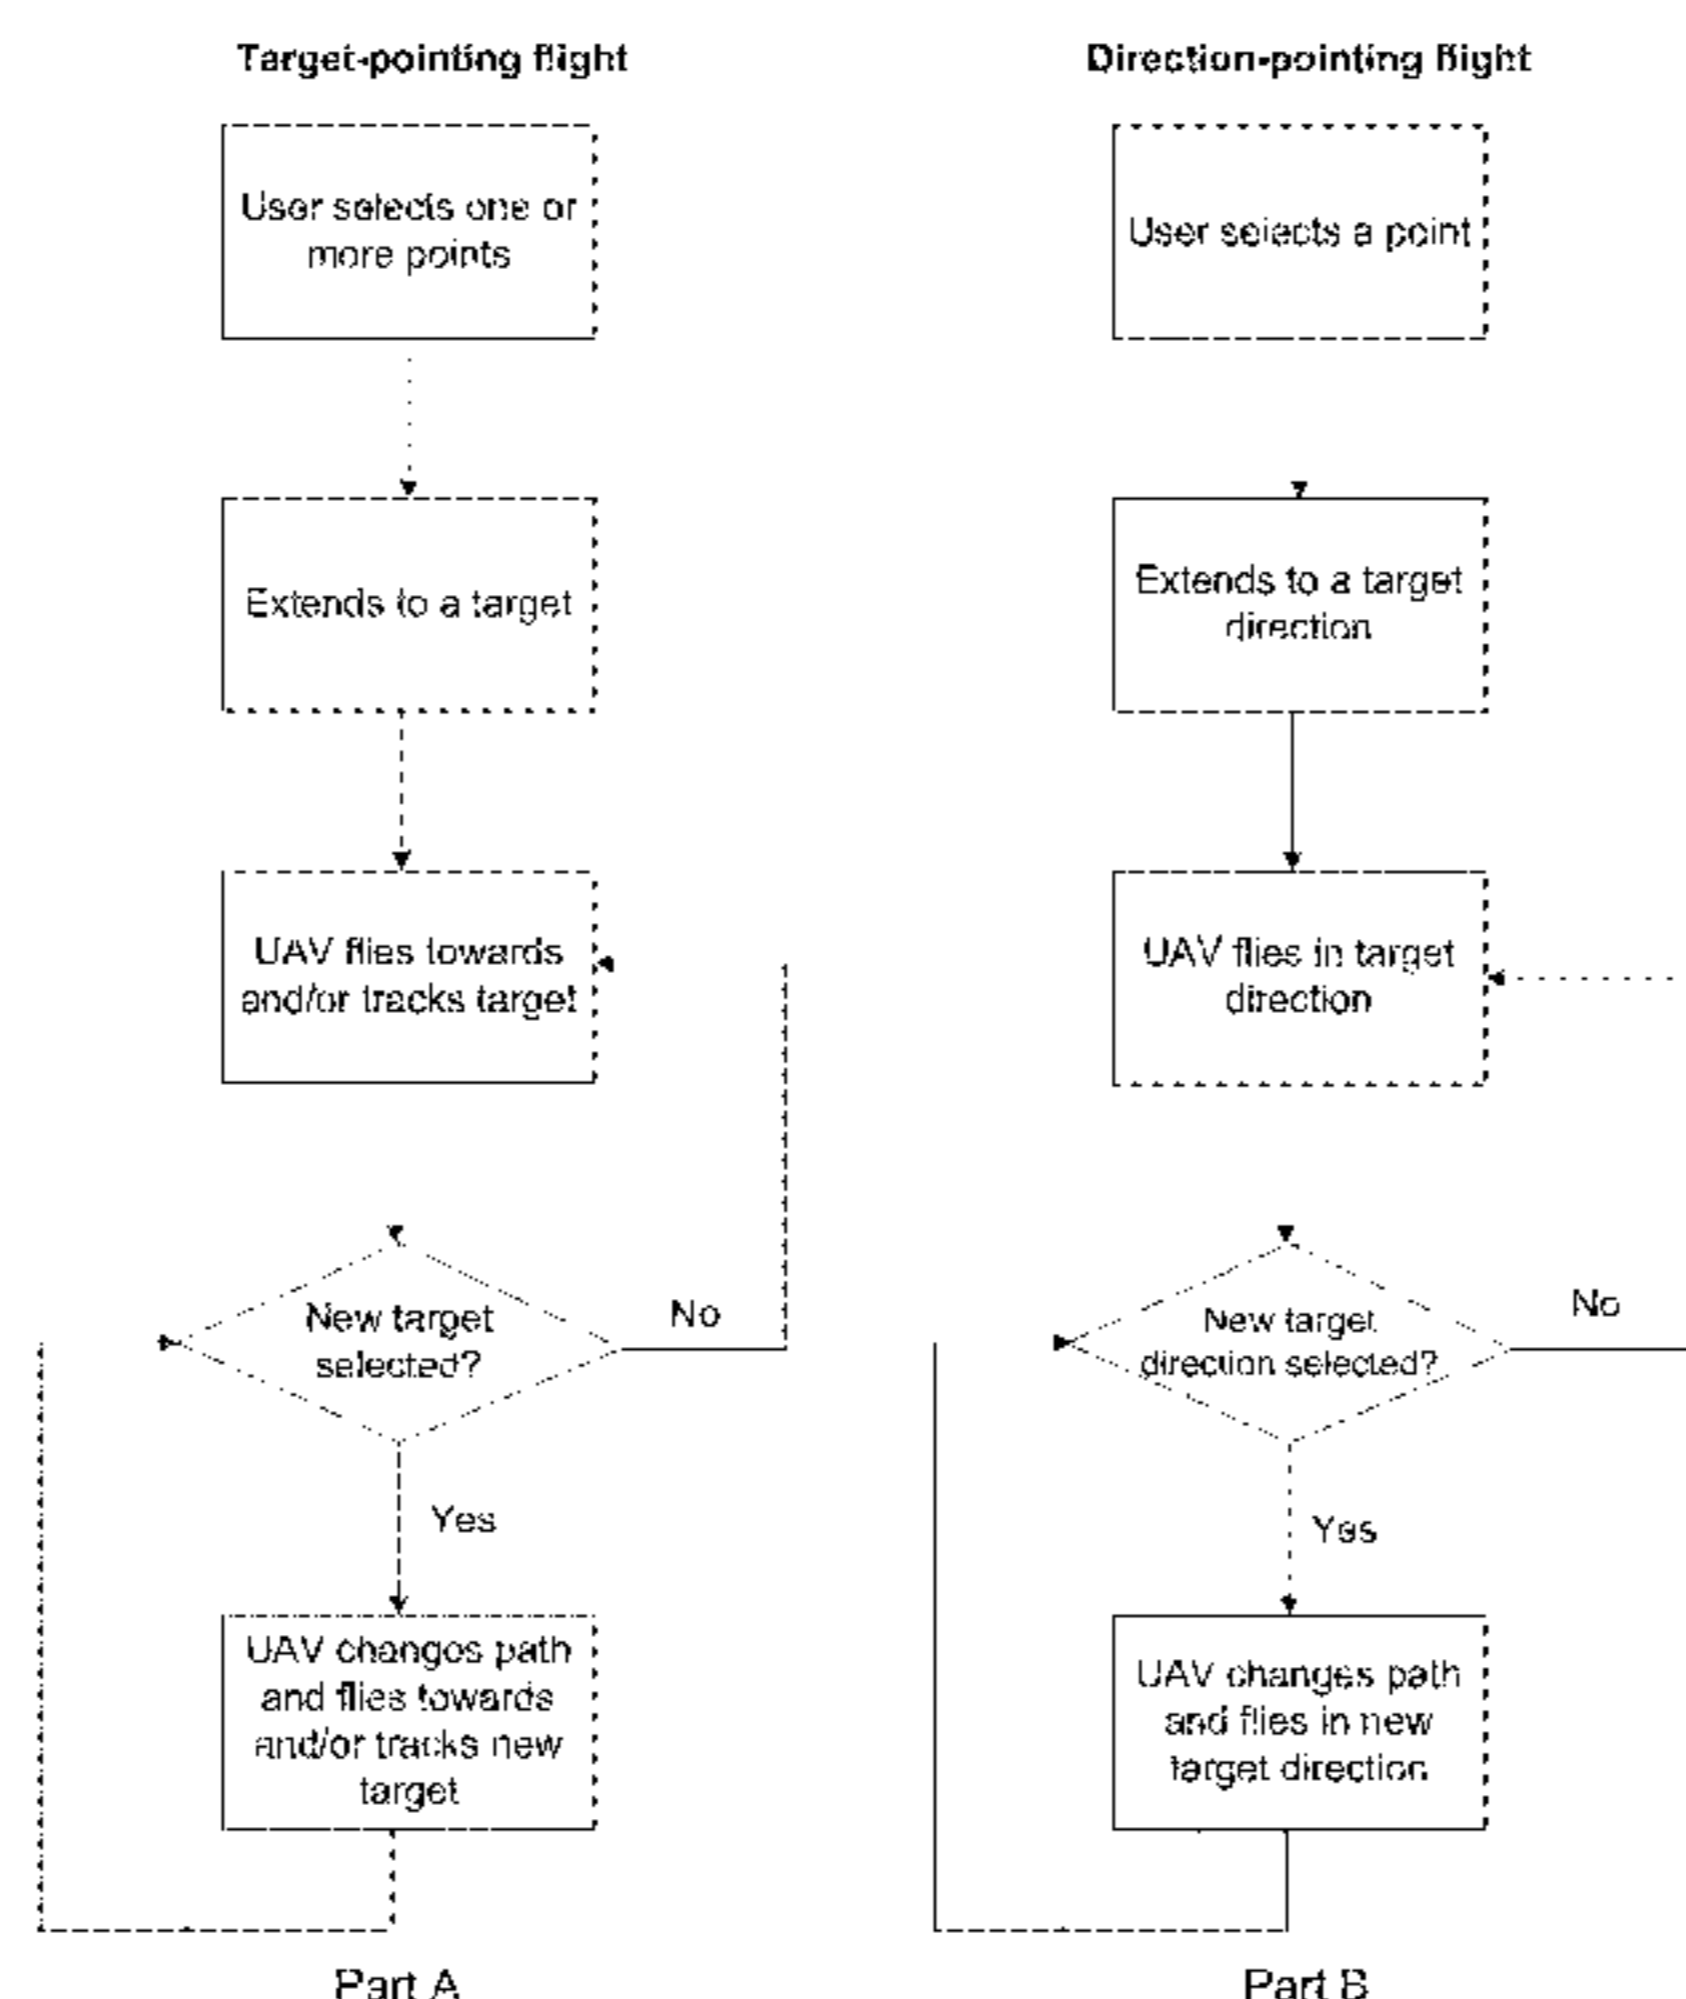 Target-pointing flight
User selects one or
more points
Extends to a target
UAV flies towards
and/or tracks target
New target
selected?
No
Yes
UAV changes path
and flies towards
and/or tracks new
target
Part A
Direction-pointing flight
User selects a point
Extends to a target
direction
UAV flies in target
direction
New target
direction selected?
No
Yes
UAV changes path
and flies in new
target direction
Part B